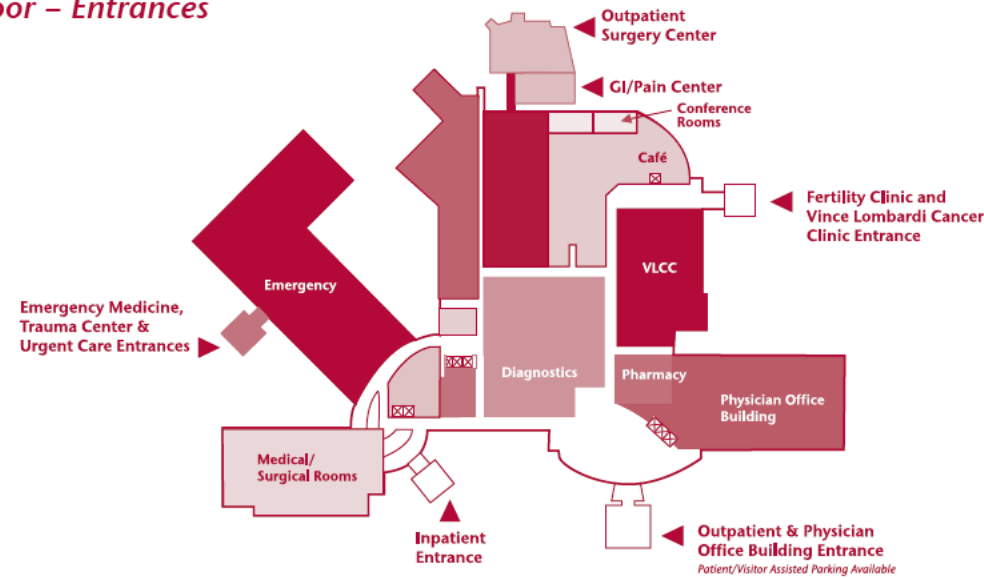 oor – Entrances
Outpatient
Surgery Center
GI/Pain Center
Conference
Rooms
Café
Fertility Clinic and
Vince Lombardi Cancer
Clinic Entrance
VLCC
Emergency
Emergency Medicine,
Trauma Center &
Urgent Care Entrances
Diagnostics
Pharmacy
Physician Office
Building
Medical/
Surgical Rooms
Inpatient
Entrance
Outpatient & Physician
Office Building Entrance
Patient/Visitor Assisted Parking Available